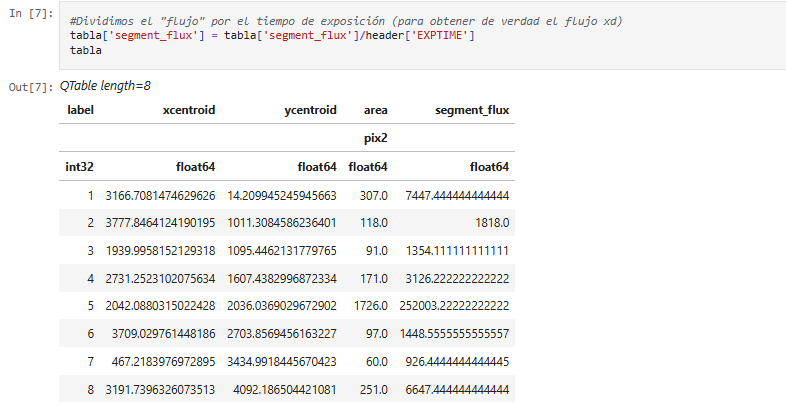 In [7]:
#Dividimos el "flujo" por el tiempo de exposición (para obtener de verdad el flujo xd)
tabla['segment_flux'] = tabla['segment_flux']/header['EXPTIME']
tabla
Out[7]: QTable length=8
label xcentroid ycentroid area segment_flux
pix2
int32 float64 float64 float64 float64
1 3166.7081474629626 14.209945245945663 307.0 7447.444444444444
2 3777.8464124190195 1011.3084586236401 118.0 1818.0
3 1939.9958152129318 1095.4462131779765 91.0 1354.111111111111
4 2731.2523102075634 1607.4382996872334 171.0 3126.222222222222
5 2042.0880315022428 2036.0369029672902 1726.0 252003.22222222222
6 3709.029761448186 2703.8569456163227 97.0 1448.5555555555557
7 467.2183976972895 3434.9918445670423 60.0 926.4444444444445
8 3191.7396326073513 4092.186504421081 251.0 6647.444444444444